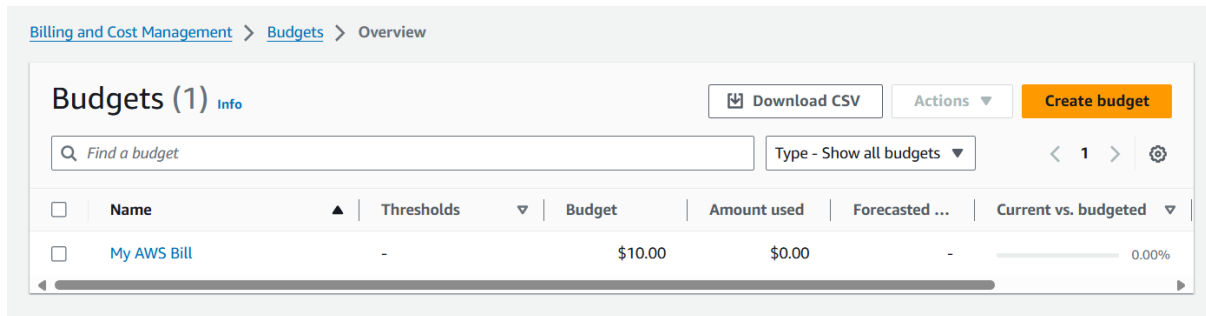 Billing and Cost Management > Budgets > Overview
Budgets (1) Info
Download CSV
Actions
Create budget
Find a budget
Type - Show all budgets
< 1 >
Name Thresholds Budget Amount used Forecasted ... Current vs. budgeted
My AWS Bill - $10.00 $0.00 - 0.00%